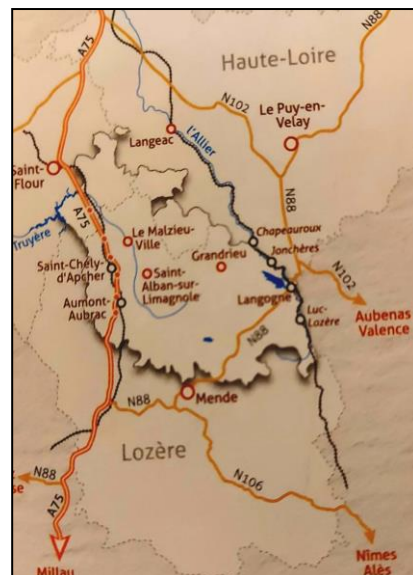 A75
N88
Haute-Loire
N102
l'Allier
Le Puy-en-
Velay
Langeac
Saint-
Flour
A75
N88
Truyère
Le Malzieu-
Ville
Chapeauroux
Jonchères
Grandrieu
Saint-Chély-
d'Apcher
Saint-
Alban-sur-
Limagnole
N102
Langogne
Aumont-
Aubrac
Luc-
Lozère
Aubenas
Valence
N88
N88
Mende
Lozère
N88
N106
A75
Millau
Nîmes
Alès